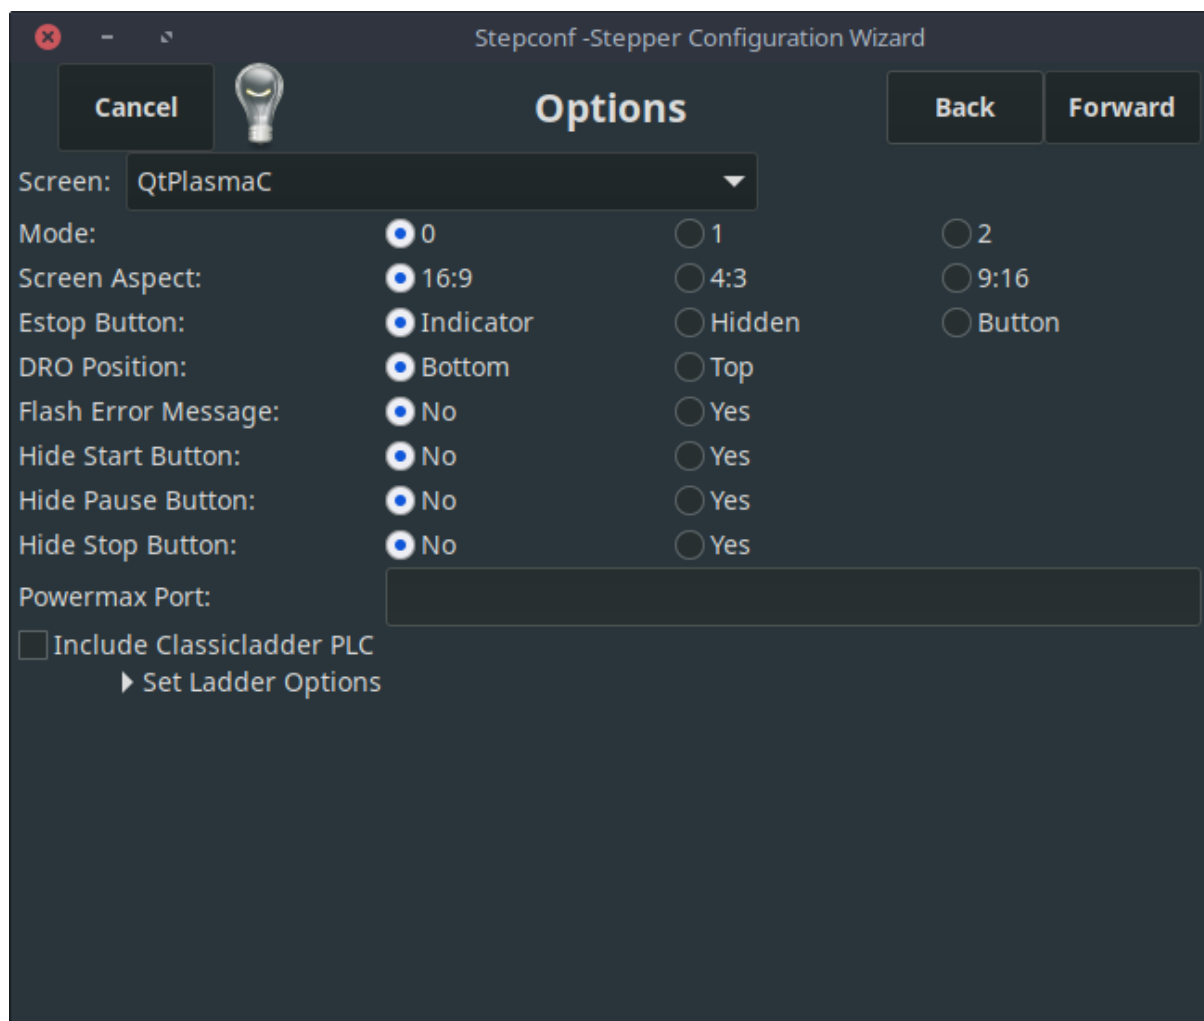 Stepconf -Stepper Configuration Wizard
Cancel Options Back Forward
Screen: QtPlasmaC
Mode: 0 1 2
Screen Aspect: 16:9 4:3 9:16
Estop Button: Indicator Hidden Button
DRO Position: Bottom Top
Flash Error Message: No Yes
Hide Start Button: No Yes
Hide Pause Button: No Yes
Hide Stop Button: No Yes
Powermax Port:
Include Classicladder PLC
Set Ladder Options